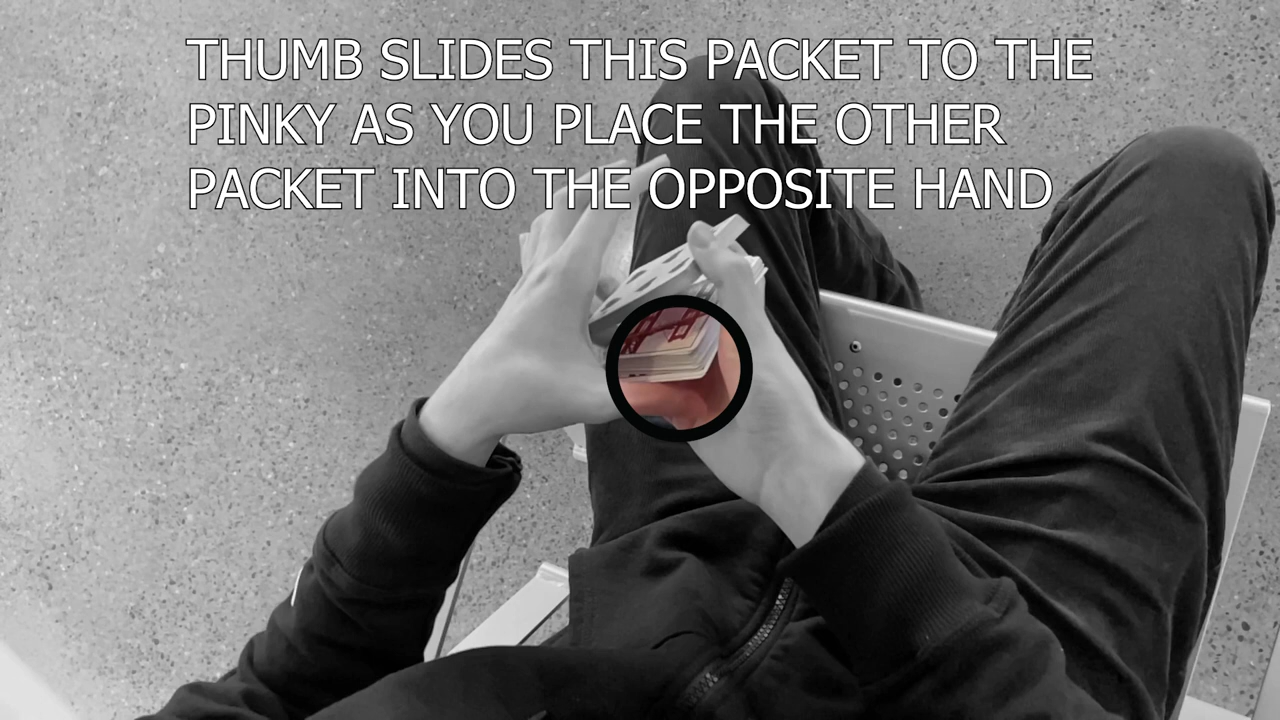 THUMB SLIDES THIS PACKET TO THE
PINKY AS YOU PLACE THE OTHER
PACKET INTO THE OPPOSITE HAND